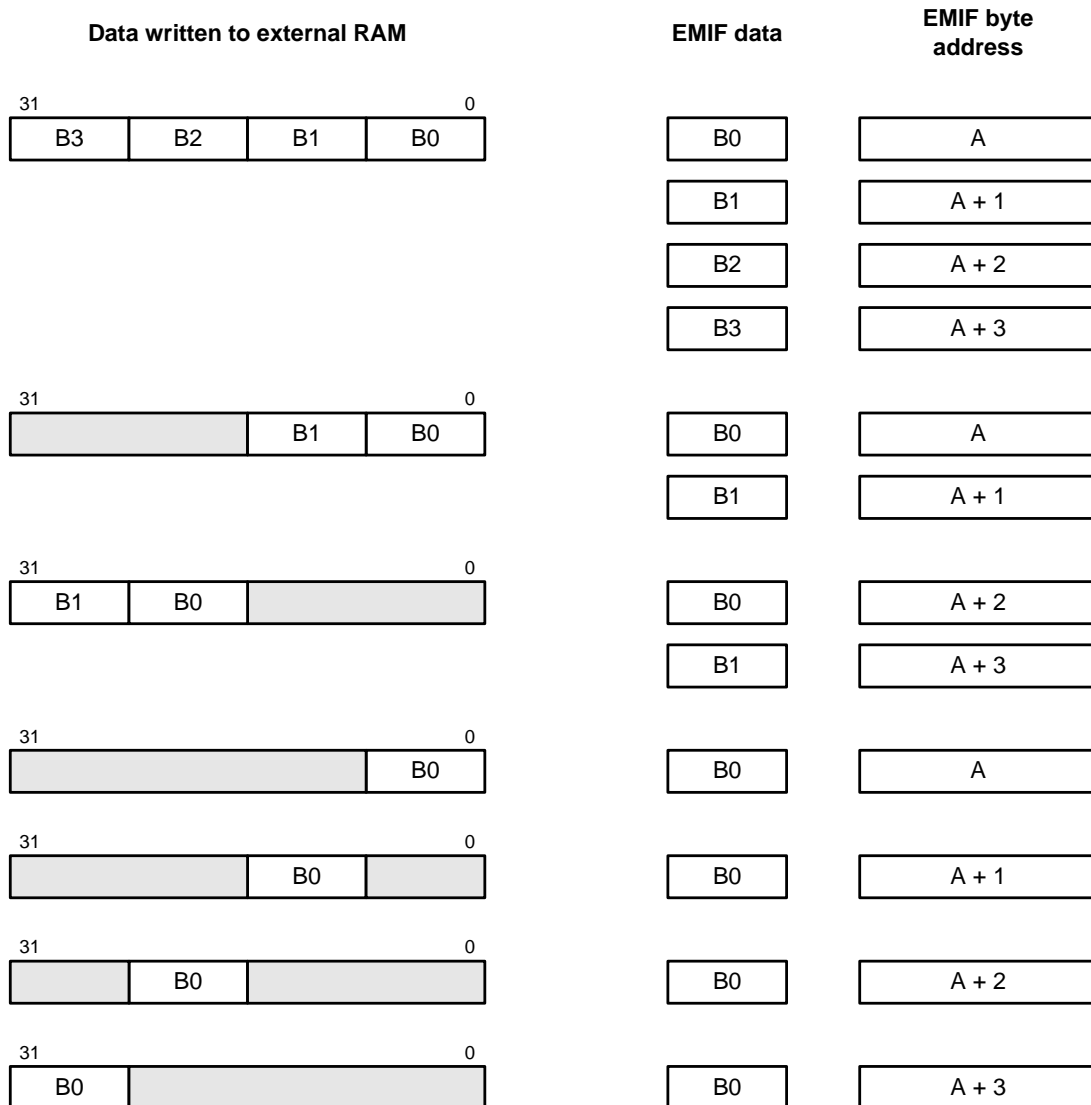 Data written to external RAM EMIF data EMIF byte
address
31 0
B3 B2 B1 B0 B0 A
B1 A + 1
B2 A + 2
B3 A + 3
31 0
B1 B0 B0 A
B1 A + 1
31 0
B1 B0 B0 A + 2
B1 A + 3
31 0
B0 B0 A
31 0
B0 B0 A + 1
31 0
B0 B0 A + 2
31 0
B0 B0 A + 3